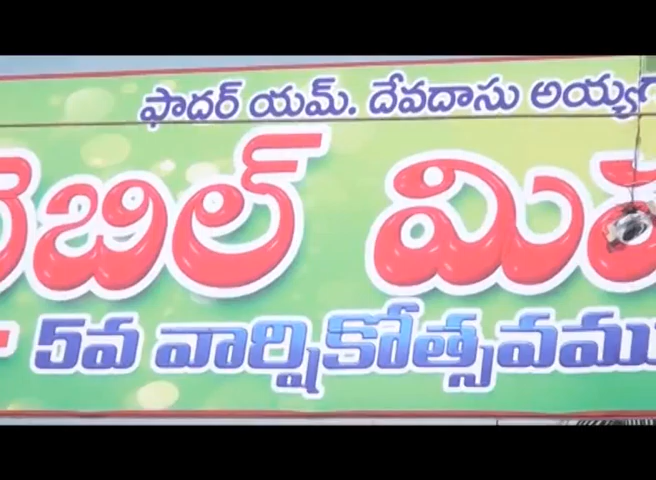 ఫాదర్ యమ్. దేవదాసు అయ్య
బిల్ మి
5వ వార్షికోత్సవము